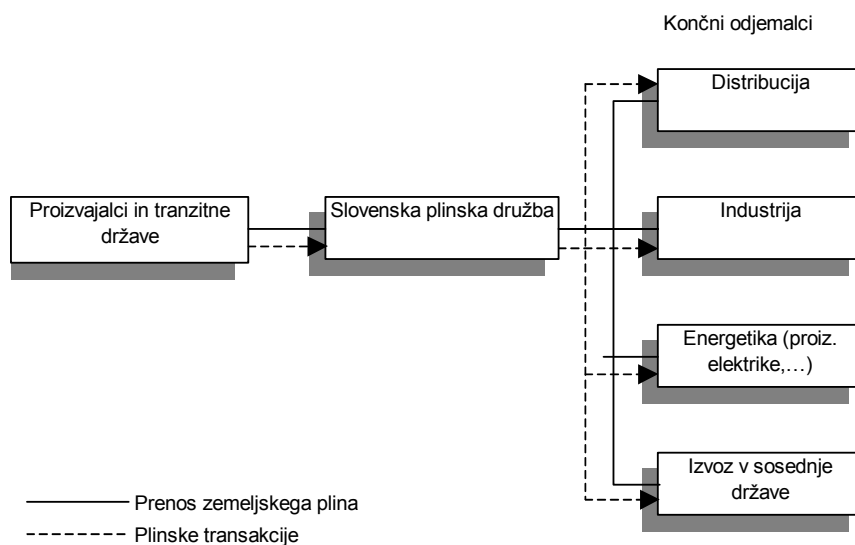 Končni odjemalci
Distribucija
Proizvajalci in tranzitne
države
Slovenska plinska družba
Industrija
Energetika (proiz.
elektrike,…)
Izvoz v sosednje
države
Prenos zemeljskega plina
Plinske transakcije